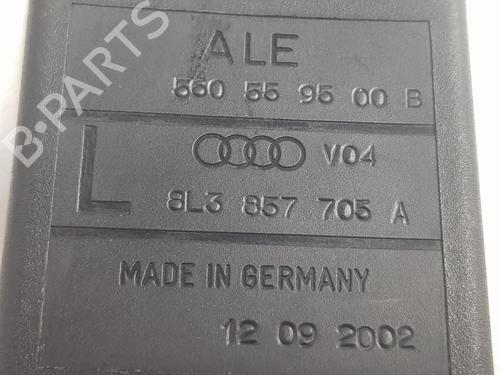 ALE
560 55 95 00 B
L
V04
8L3 857 705 A
MADE IN GERMANY
12 09 2002
B-PARTS